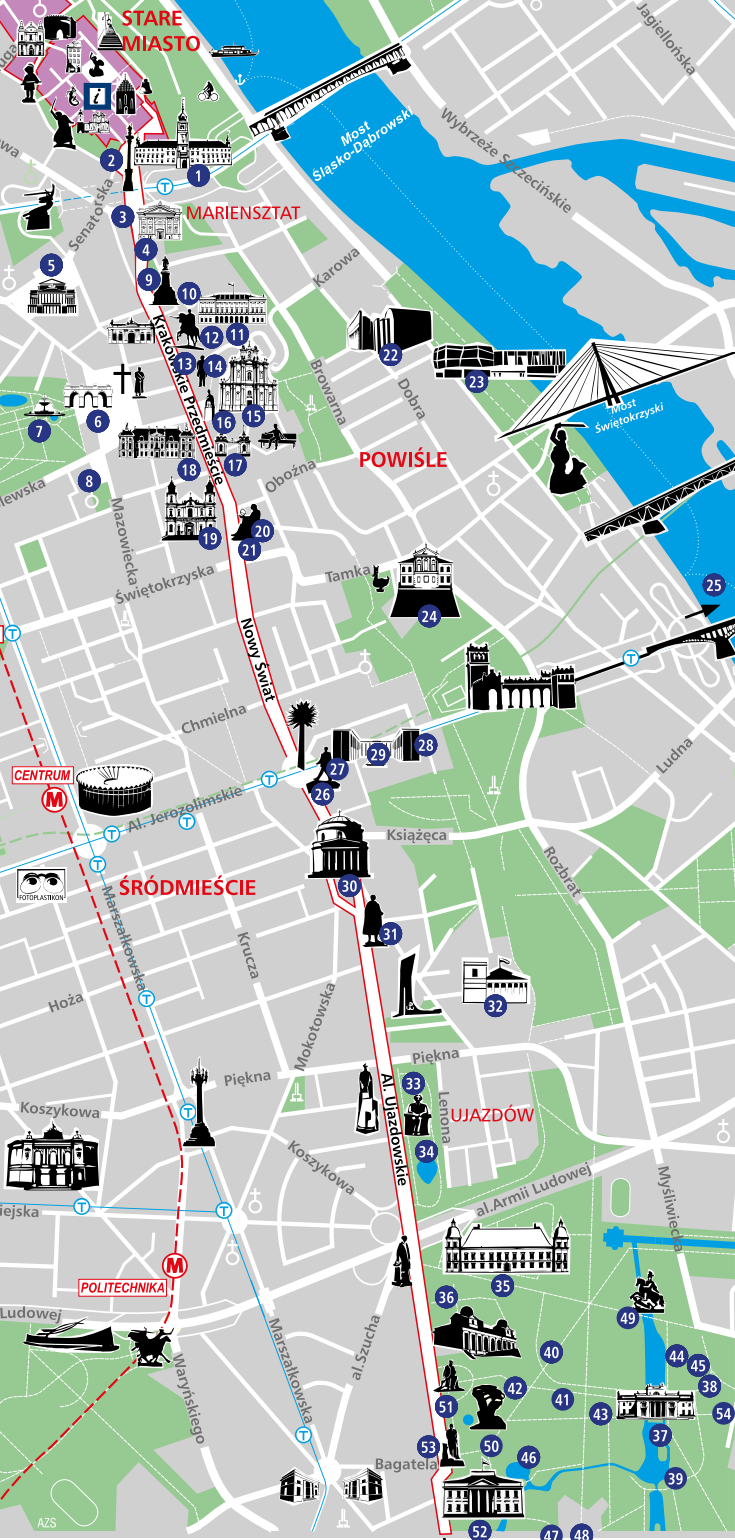 STARE
MIASTO
Jagiellońska
i
Most
Śląsko-Dąbrowski
Wybrzeże Szczecińskie
2
1
T
Senatorska
3
MARIENSZTAT
4
5
Karowa
9
10
Krakowskie Przedmieście
12
11
22
13
14
23
Browarna
Dobra
7
6
16
15
Most
Świętokrzyski
18
17
POWIŚLE
8
Oboźna
Mazowiecka
19
20
21
Świętokrzyska
Tamka
24
25
T
T
Nowy Świat
Chmielna
27
29
28
Ludna
CENTRUM
M
T
26
Al. Jerozolimskie
T
T
Książęca
T
FOTOPLASTIKON
ŚRÓDMIEŚCIE
30
Rozbrat
Marszałkowska
31
Krucza
32
T
Hoża
Mokotowska
Piękna
Piękna
33
Al. Ujazdowskie
Lenona
UJAZDÓW
Koszykowa
T
34
Koszykowa
al.Armii Ludowej
Myśliwiecka
T
T
M
POLITECHNIKA
35
36
49
Ludowej
al.Szucha
Marszałkowska
Waryńskiego
40
44
45
42
38
51
41
43
54
T
53
50
37
Bagatela
46
39
AZS
52
47
48